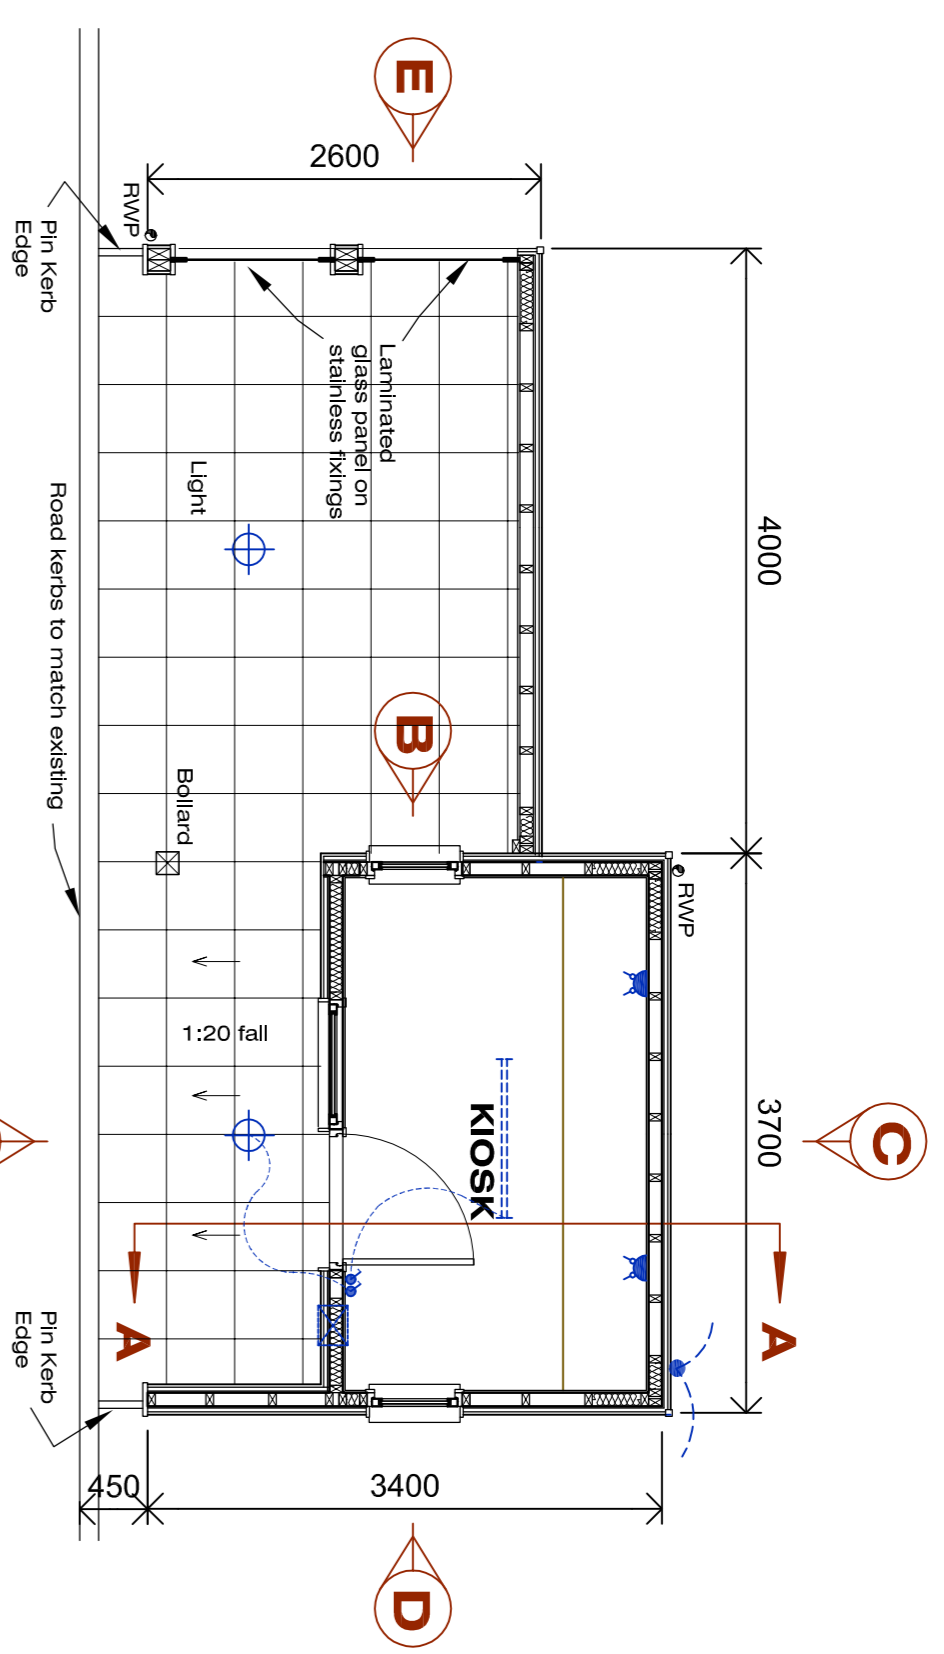 E
2600
RWP
Pin Kerb
Edge
Laminated
glass panel on
stainless fixings
4000
Light
Road kerbs to match existing
B
Bollard
RWP
1:20 fall
KIOSK
3700
C
A
A
Pin Kerb
Edge
450
3400
D